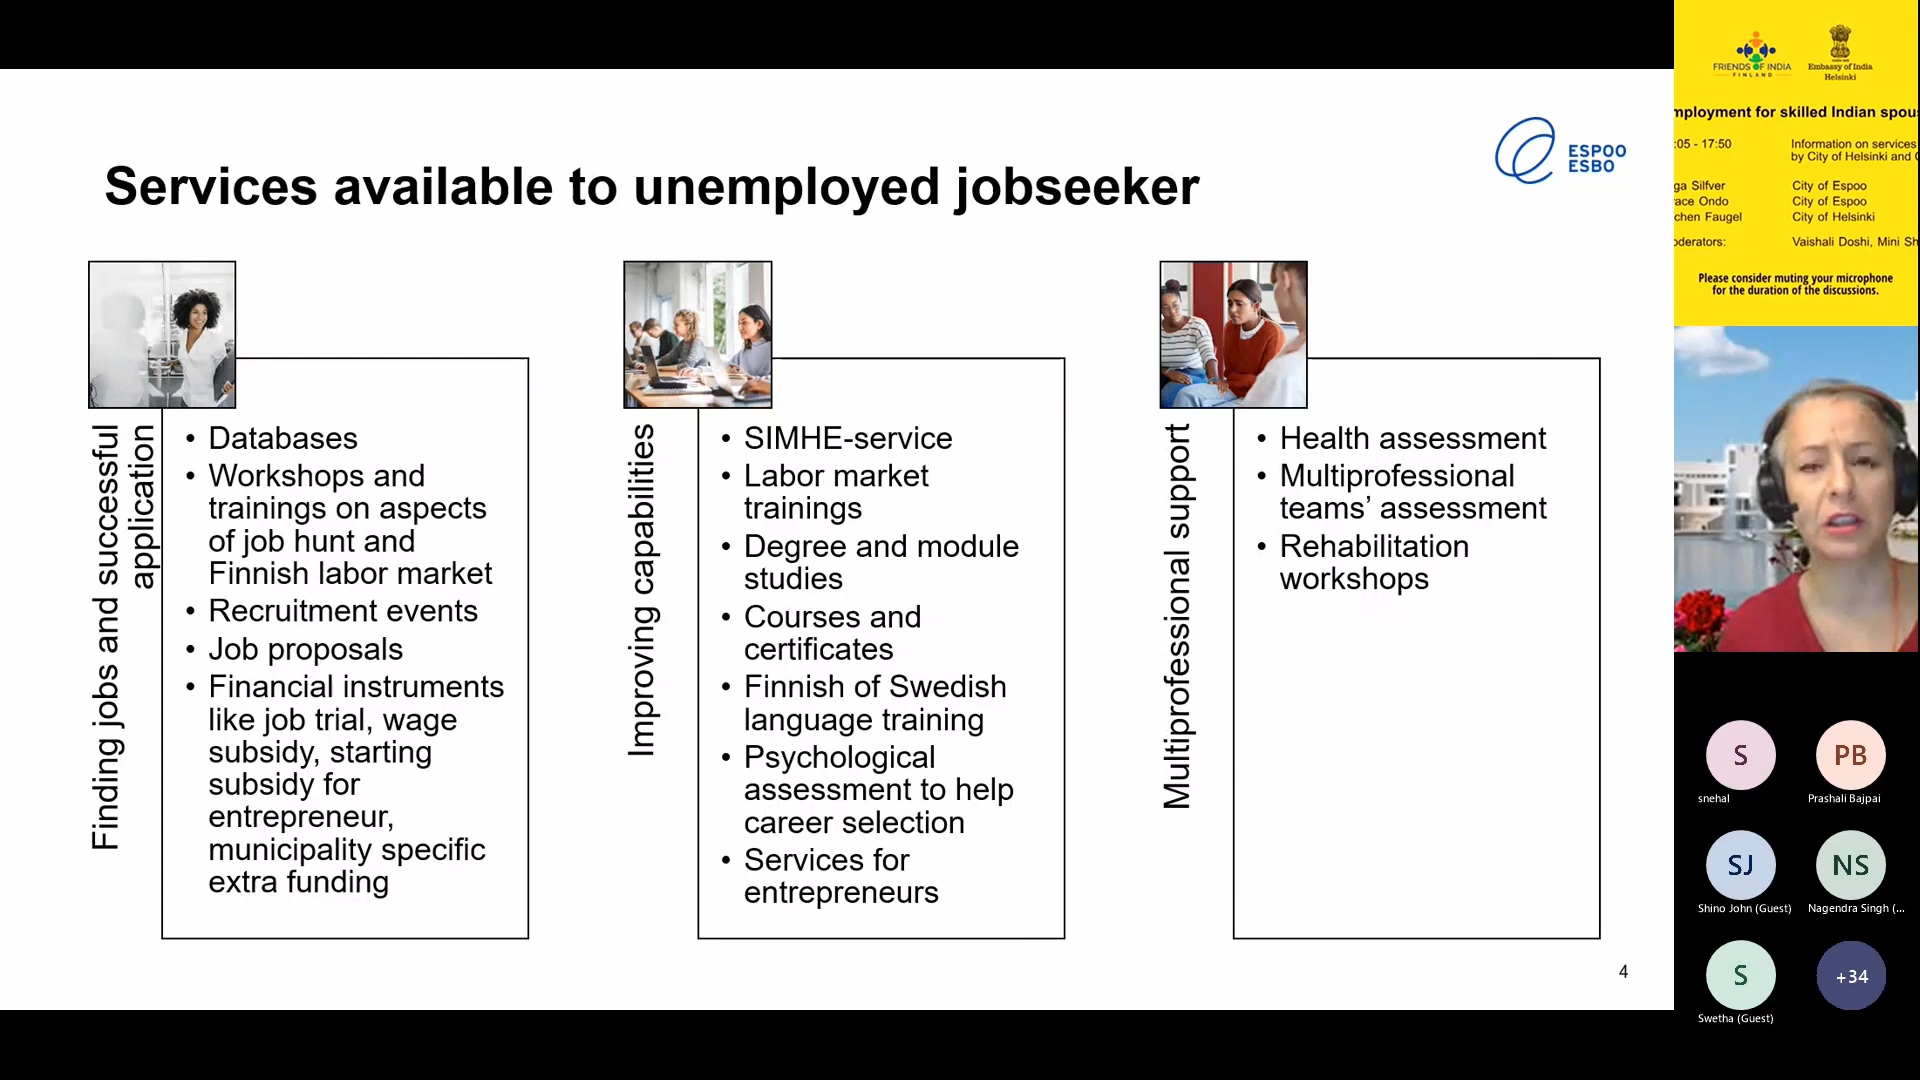 Services available to unemployed jobseeker
ESPOO
ESBO
Finding jobs and successful
application
• Databases
• Workshops and
trainings on aspects
of job hunt and
Finnish labor market
• Recruitment events
• Job proposals
• Financial instruments
like job trial, wage
subsidy, starting
subsidy for
entrepreneur,
municipality specific
extra funding
Improving capabilities
• SIMHE-service
• Labor market
trainings
• Degree and module
studies
• Courses and
certificates
• Finnish of Swedish
language training
• Psychological
assessment to help
career selection
• Services for
entrepreneurs
Multiprofessional support
• Health assessment
• Multiprofessional
teams’ assessment
• Rehabilitation
workshops
4
FRIENDS OF INDIA
FINLAND
Embassy of India
Helsinki
mployment for skilled Indian spou
:05 - 17:50
Information on services
by City of Helsinki and
ga Silfver City of Espoo
race Ondo City of Espoo
chen Faugel City of Helsinki
oderators: Vaishali Doshi, Mini Sh
Please consider muting your microphone
for the duration of the discussions.
S
snehal
PB
Prashali Bajpai
SJ
Shino John (Guest)
NS
Nagendra Singh (...
S
Swetha (Guest)
+34